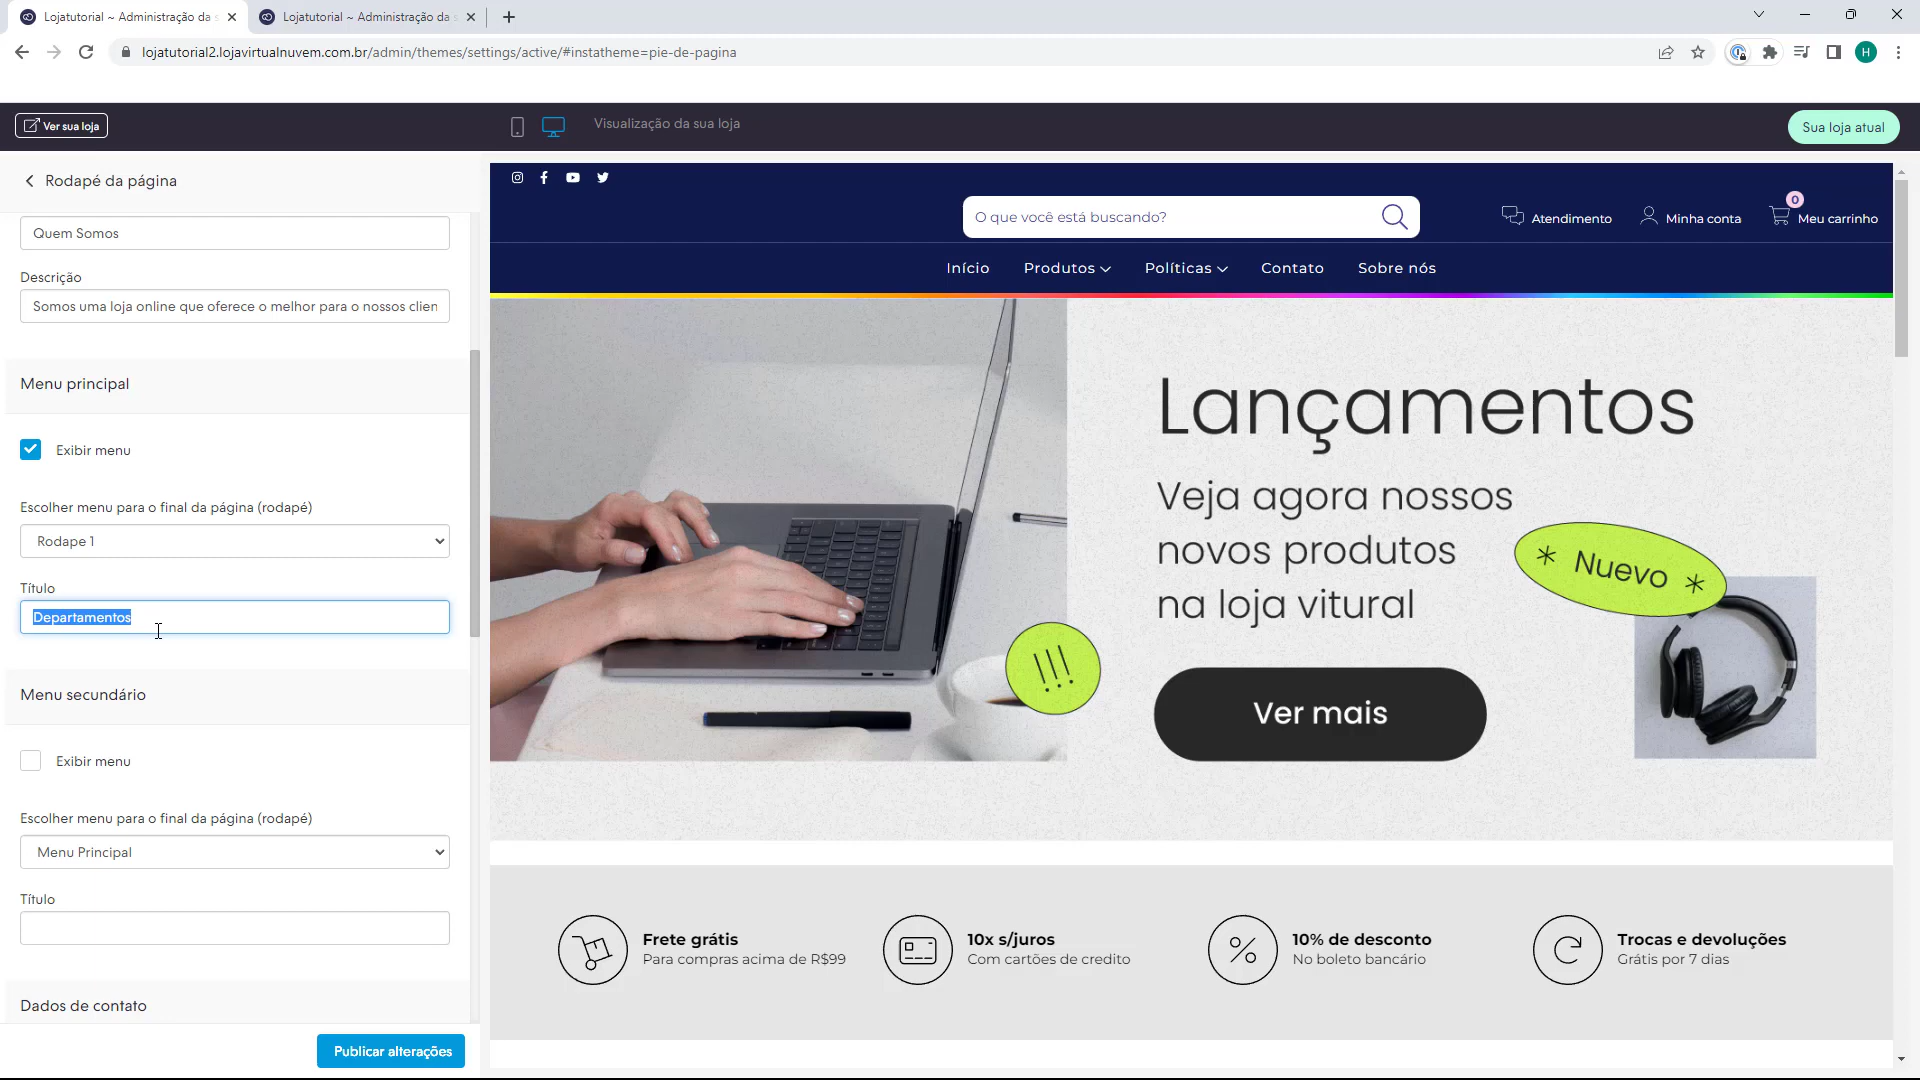 Lojatutorial ~ Administração da s
Lojatutorial ~ Administração da s
lojatutorial2.lojavirtualnuvem.com.br/admin/themes/settings/active/#instatheme=pie-de-pagina
H
Ver sua loja
Visualização da sua loja
Sua loja atual
Rodapé da página
Quem Somos
Descrição
Somos uma loja online que oferece o melhor para o nossos clien
Menu principal
Exibir menu
Escolher menu para o final da página (rodapé)
Rodape 1
Título
Departamentos
Menu secundário
Exibir menu
Escolher menu para o final da página (rodapé)
Menu Principal
Título
Dados de contato
Publicar alterações
O que você está buscando?
Atendimento
Minha conta
0
Meu carrinho
Início
Produtos
Políticas
Contato
Sobre nós
Lançamentos
Veja agora nossos
novos produtos
na loja vitural
* Nuevo *
!!!
Ver mais
Frete grátis
Para compras acima de R$99
10x s/juros
Com cartões de credito
10% de desconto
No boleto bancário
Trocas e devoluções
Grátis por 7 dias